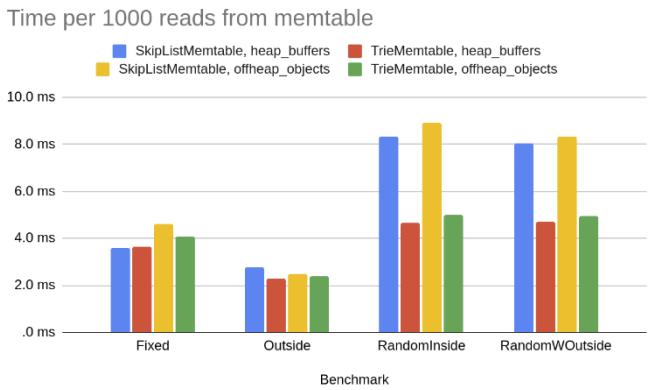 Time per 1000 reads from memtable
SkipListMemtable, heap_buffers TrieMemtable, heap_buffers
SkipListMemtable, offheap_objects TrieMemtable, offheap_objects
10.0 ms
8.0 ms
6.0 ms
4.0 ms
2.0 ms
.0 ms
Fixed Outside RandomInside RandomWOutside
Benchmark